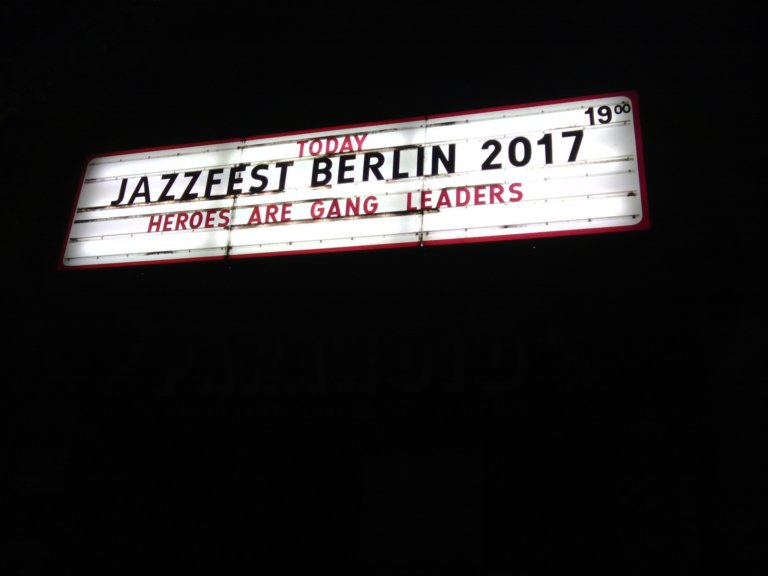 TODAY
1900
JAZZFEST BERLIN 2017
HEROES ARE GANG LEADERS